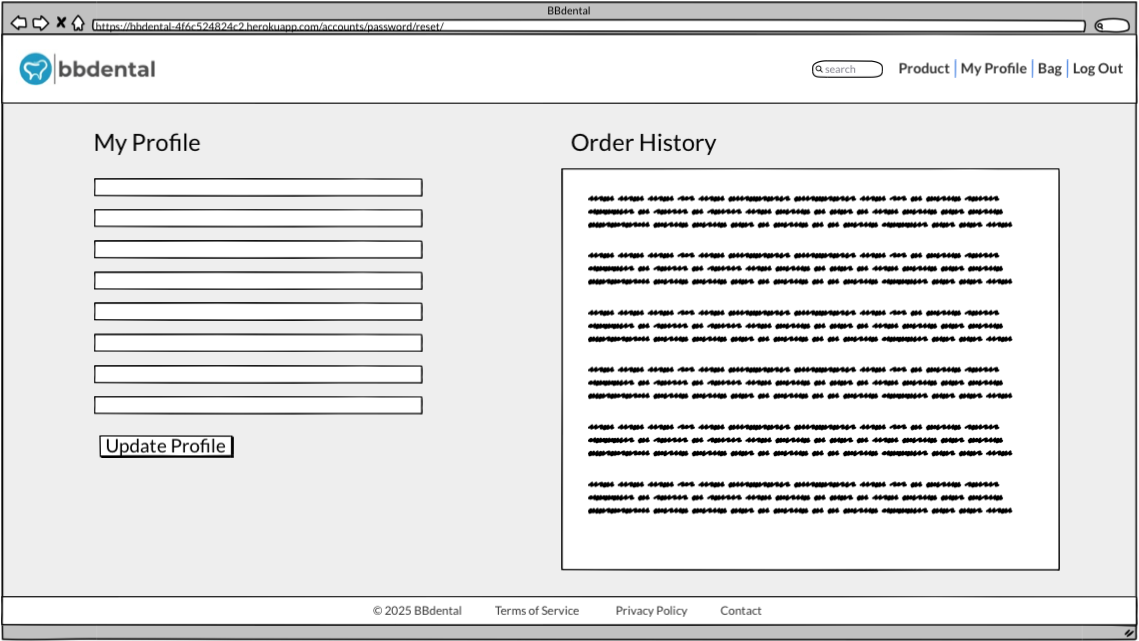 BBdental
https://bbdental-4f6c524824c2.herokuapp.com/accounts/password/reset/
bbdental
search
Product My Profile Bag Log Out
My Profile
Order History
Update Profile
© 2025 BBdental Terms of Service Privacy Policy Contact